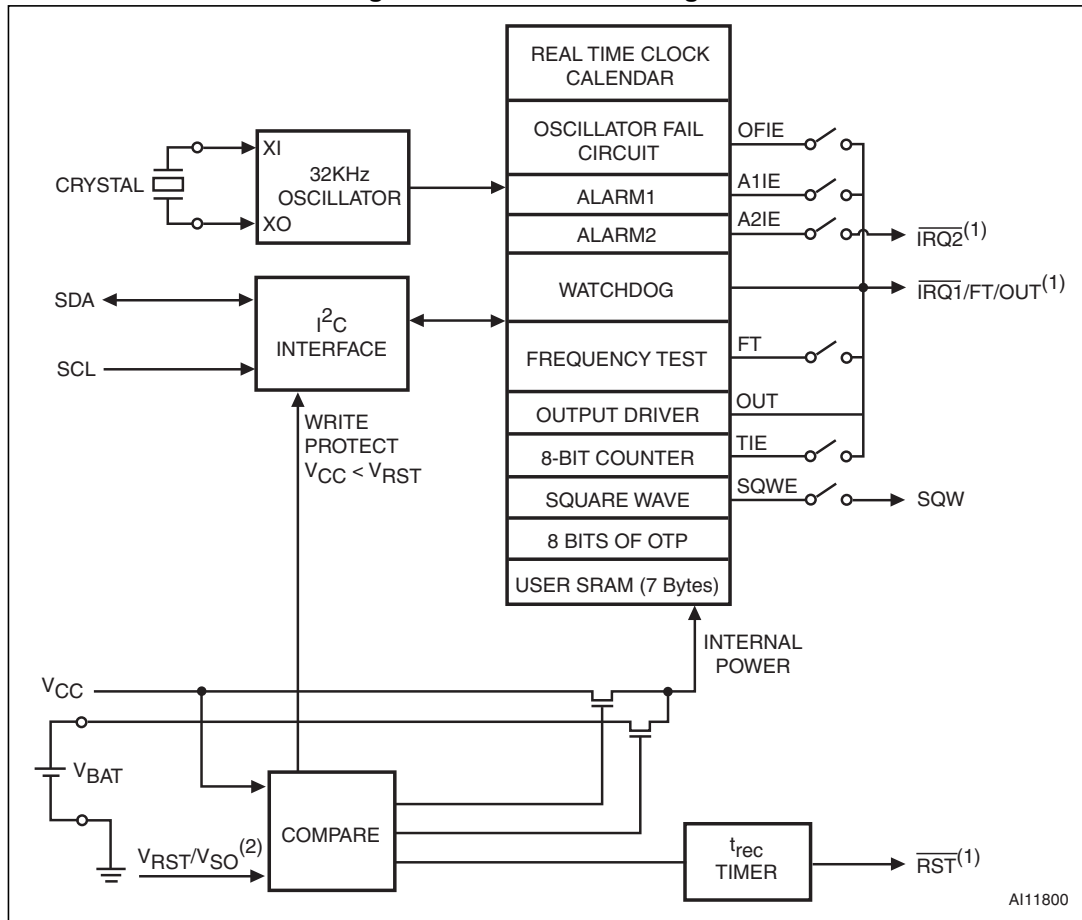 REAL TIME CLOCK
CALENDAR
OSCILLATOR FAIL
CIRCUIT
OFIE
XI
CRYSTAL
32KHz
OSCILLATOR
XO
ALARM1
A1IE
ALARM2
A2IE
IRQ2(1)
SDA
I2C
INTERFACE
SCL
WATCHDOG
IRQ1/FT/OUT(1)
FREQUENCY TEST
FT
OUTPUT DRIVER
OUT
WRITE
PROTECT
VCC < VRST
8-BIT COUNTER
TIE
SQUARE WAVE
SQWE
SQW
8 BITS OF OTP
USER SRAM (7 Bytes)
INTERNAL
POWER
VCC
VBAT
COMPARE
VRST/VSO(2)
trec
TIMER
RST(1)
AI11800